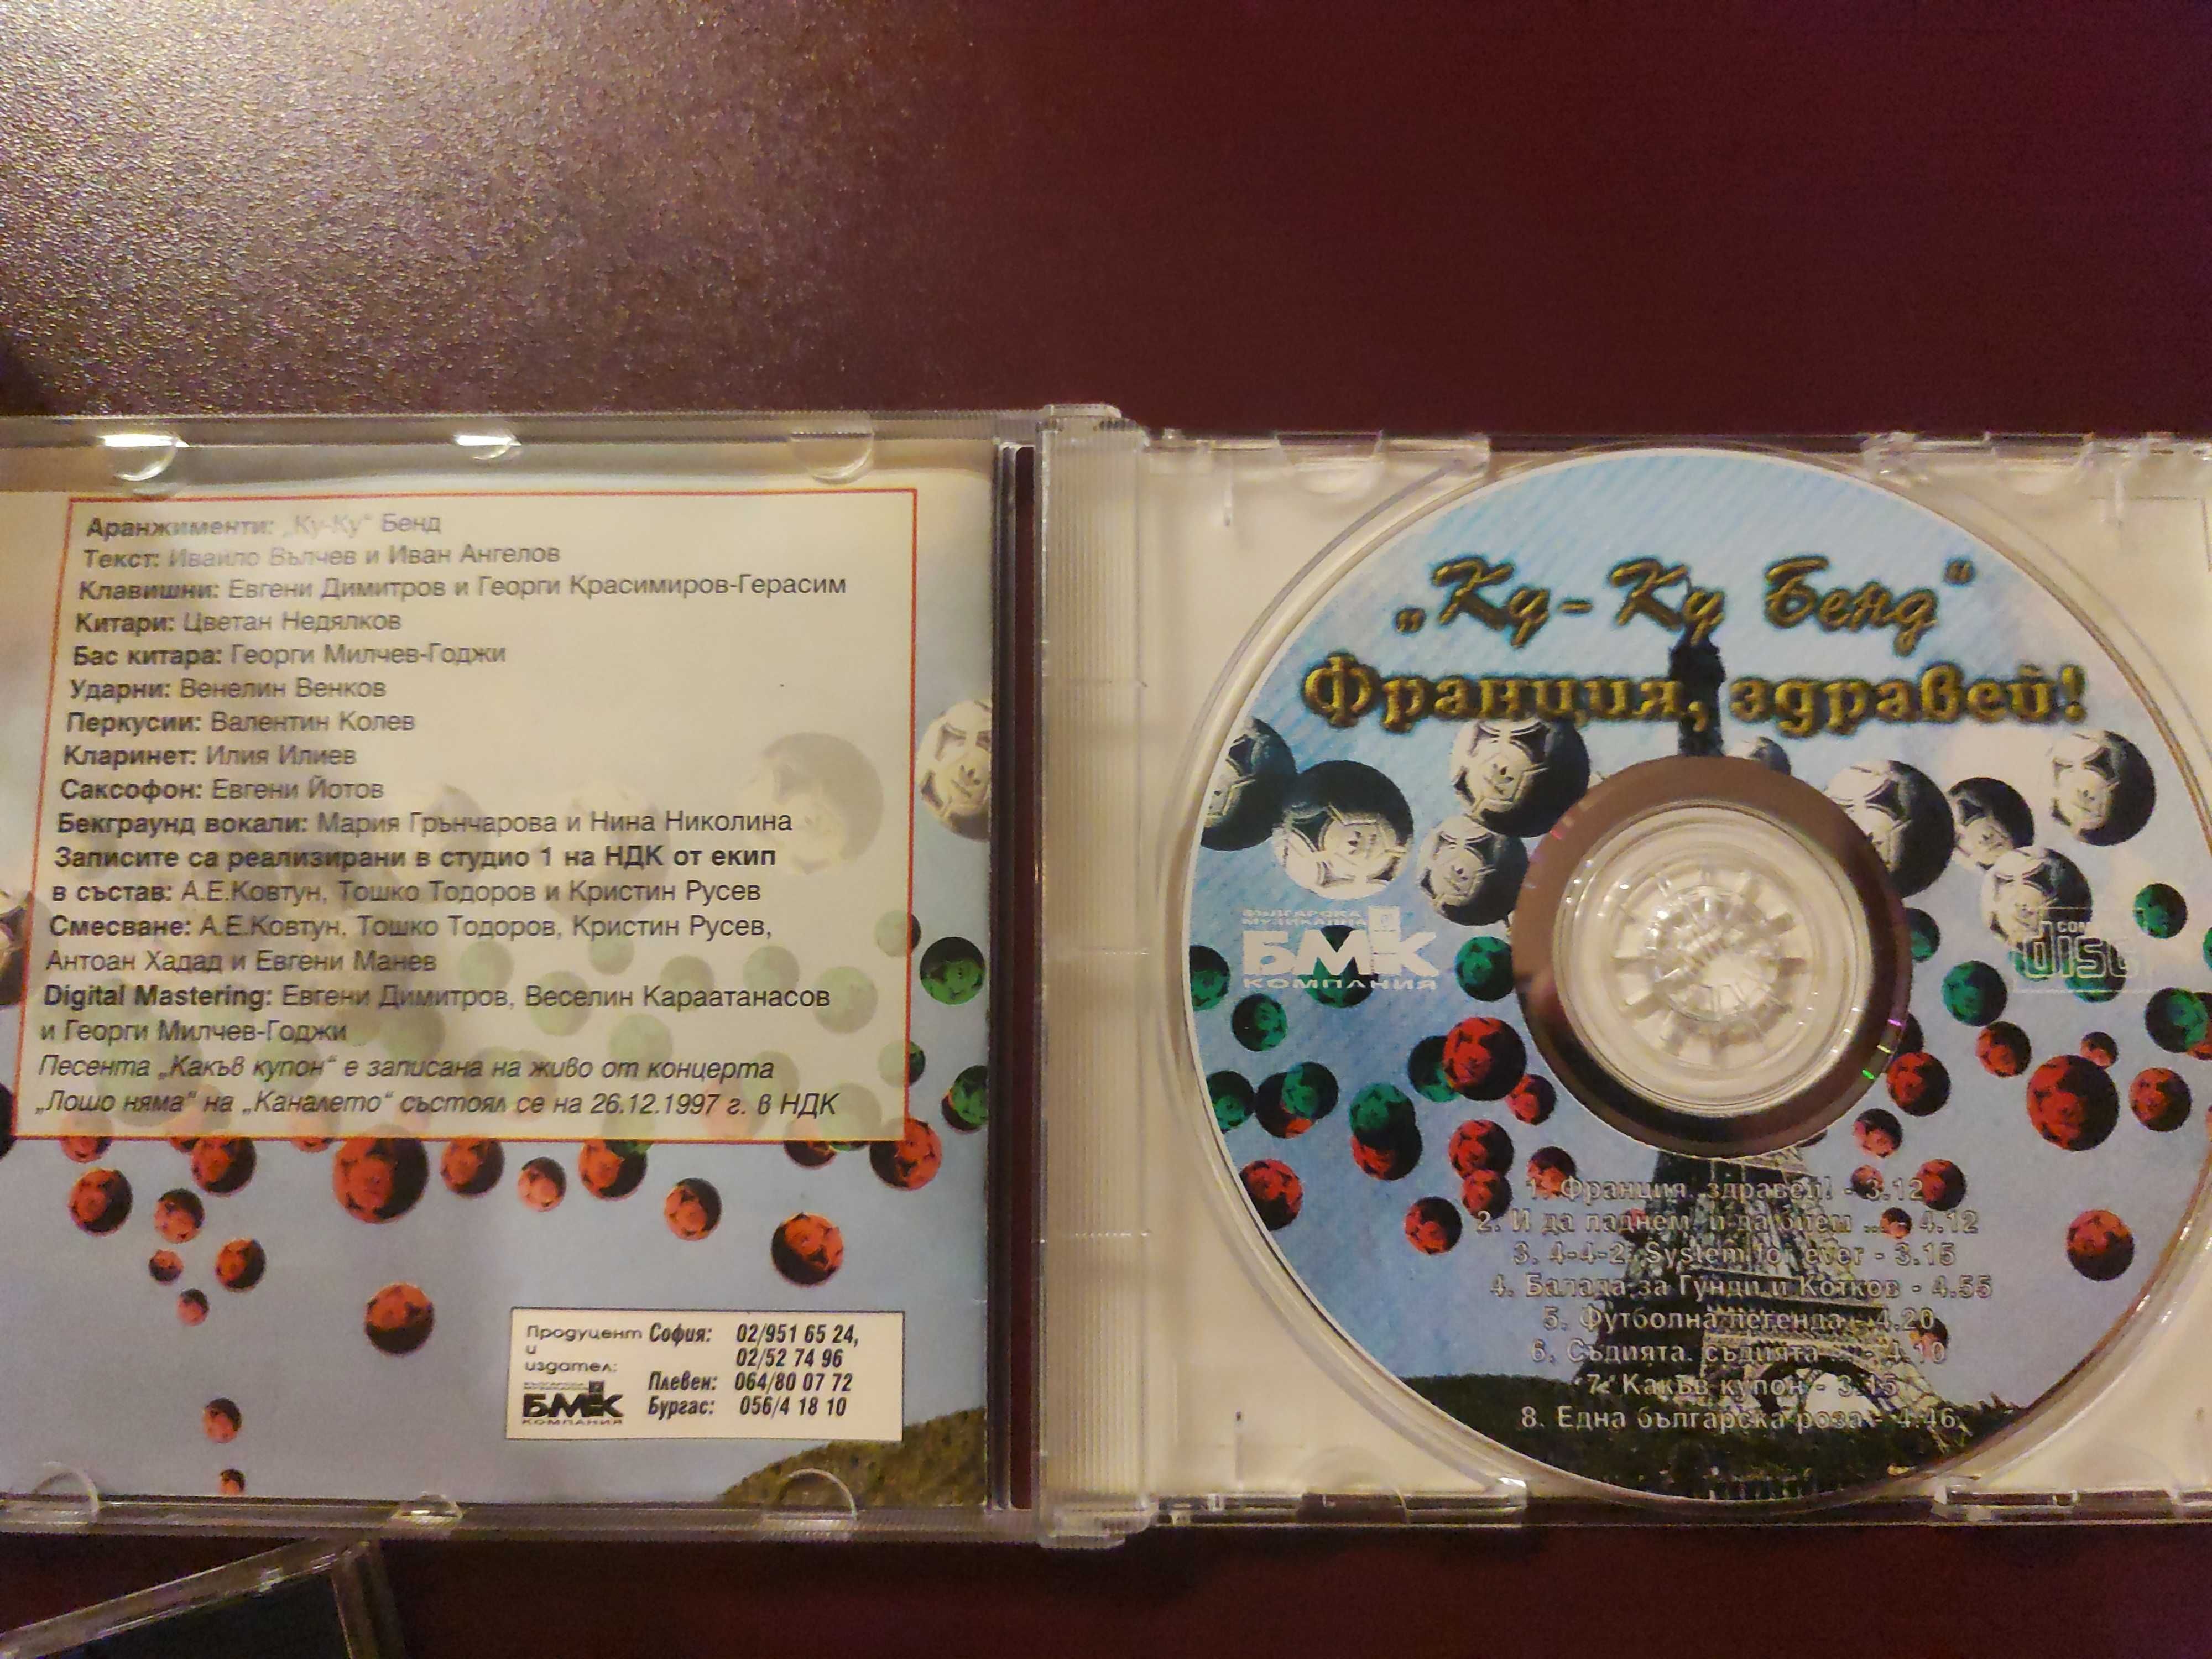 Аранжименти: „Ку-Ку“ Бенд
Текст: Ивайло Вълчев и Иван Ангелов
Клавишни: Евгени Димитров и Георги Красимиров-Герасим
Китари: Цветан Недялков
Бас китара: Георги Милчев-Годжи
Ударни: Венелин Венков
Перкусии: Валентин Колев
Кларинет: Илия Илиев
Саксофон: Евгени Йотов
Бекграунд вокали: Мария Грънчарова и Нина Николина
Записите са реализирани в студио 1 на НДК от екип
в състав: А.Е.Ковтун, Тошко Тодоров и Кристин Русев
Смесване: А.Е.Ковтун, Тошко Тодоров, Кристин Русев,
Антоан Хадад и Евгени Манев
Digital Mastering: Евгени Димитров, Веселин Караатанасов
и Георги Милчев-Годжи
Песента „Какъв купон“ е записана на живо от концерта
„Лошо няма“ на „Каналето“ състоял се на 26.12.1997 г. в НДК
Продуцент
и
издател:
БЪЛГАРСКА
МУЗИКАЛНА
БМК
КОМПАНИЯ
София: 02/951 65 24,
02/52 74 96
Плевен: 064/80 07 72
Бургас: 056/4 18 10
„Ку-Ку Бенд“
Франция, здравей!
БЪЛГАРСКА
МУЗИКАЛНА
БМК
КОМПАНИЯ
disc
1. Франция, здравей! - 3.12
2. И да паднем, и да бием ... - 4.12
3. 4-4-2, System for ever - 3.15
4. Балада за Гунди и Котков - 4.55
5. Футболна легенда - 4.20
6. Съдията, съдията ... - 4.10
7. Какъв купон - 3.15
8. Една българска роза - 4.46